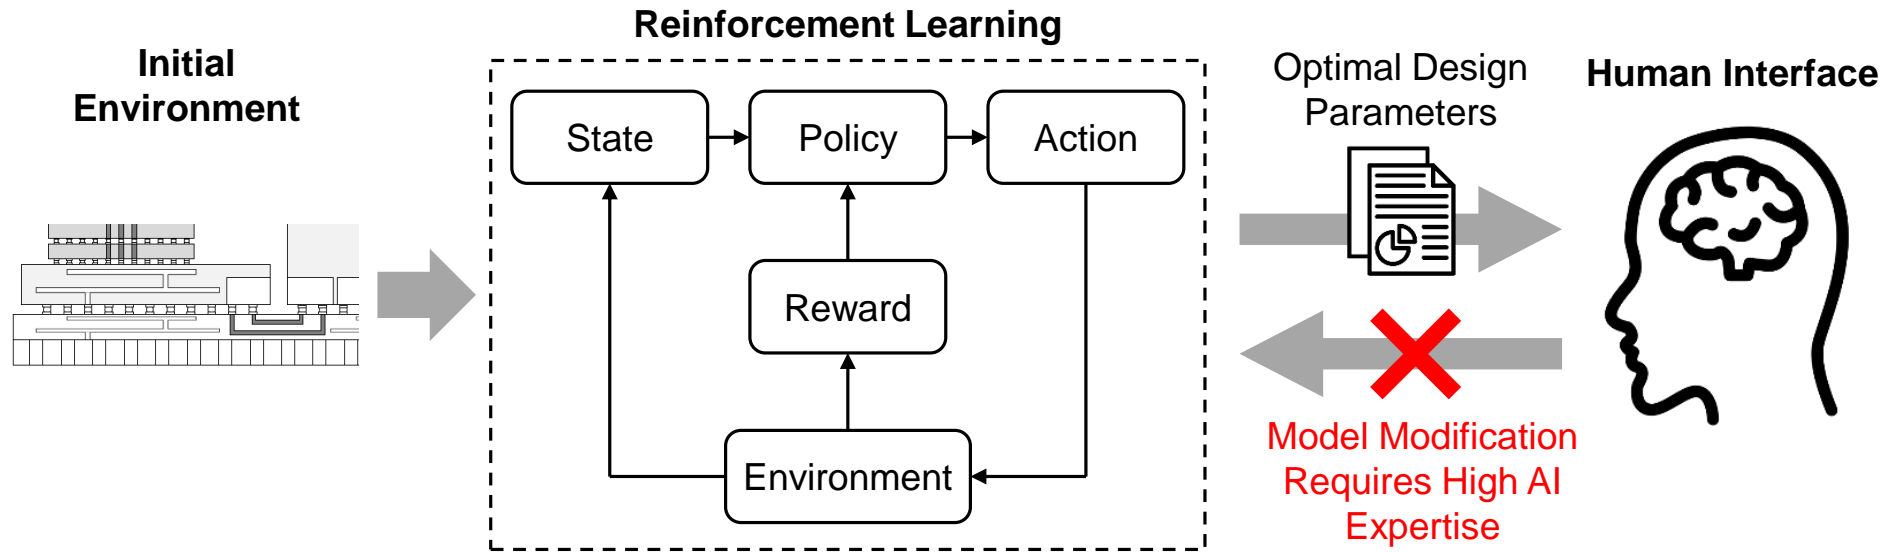 Reinforcement Learning
Initial
Environment
State
Policy
Action
Reward
Environment
Optimal Design
Parameters
Human Interface
Model Modification
Requires High AI
Expertise